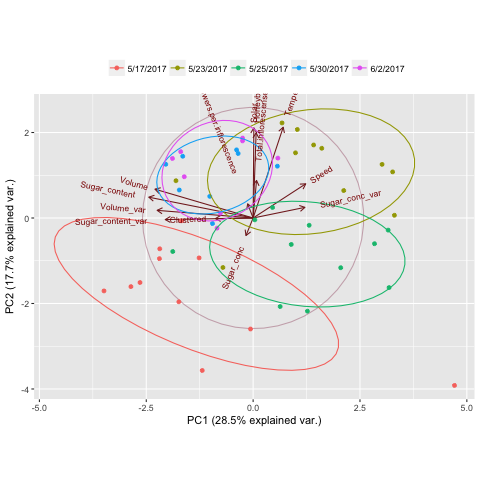 5/17/2017 5/23/2017 5/25/2017 5/30/2017 6/2/2017
Speed
Sugar_conc_var
Volume
Sugar_content
Volume_var
Sugar_content_var
Clustered
Sugar_conc
2
0
-2
-4
PC2 (17.7% explained var.)
-5.0 -2.5 0.0 2.5 5.0
PC1 (28.5% explained var.)